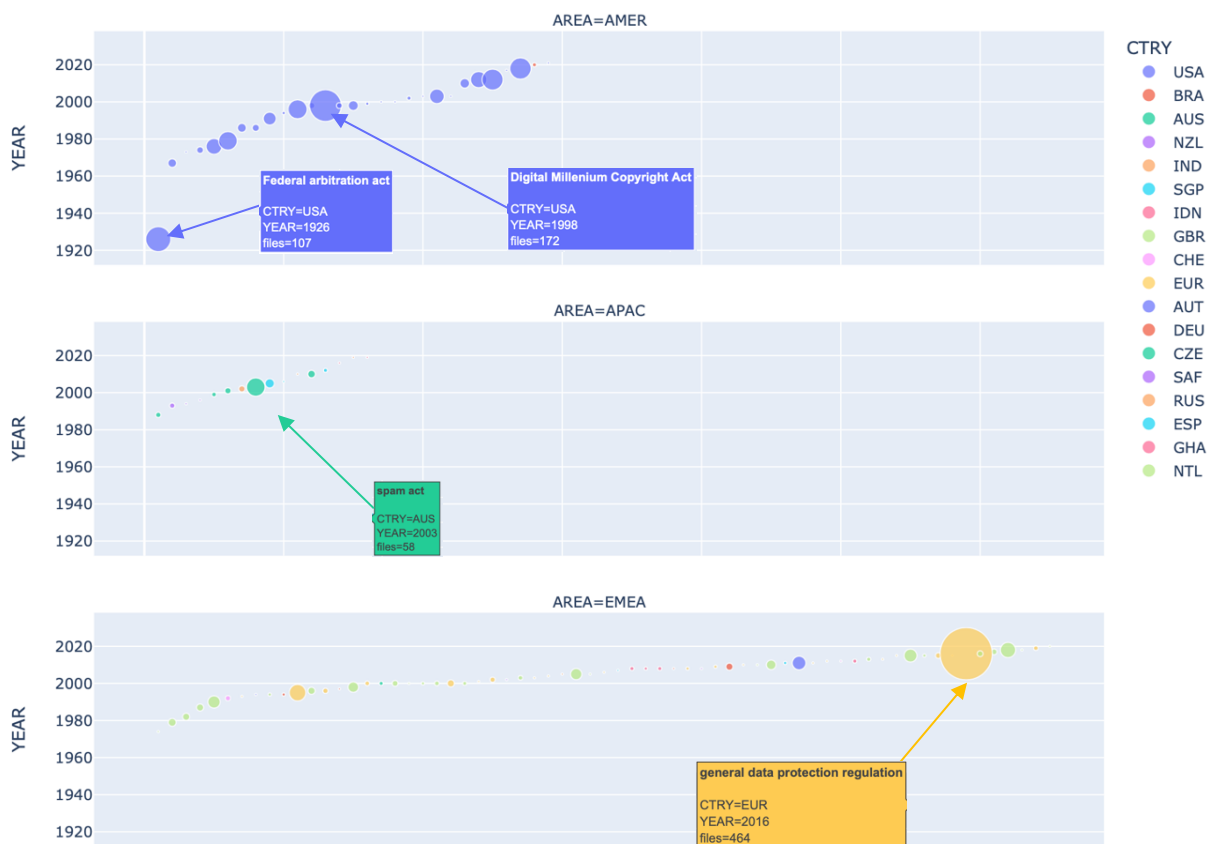 AREA=AMER
CTRY
USA
BRA
AUS
NZL
IND
SGP
IDN
GBR
CHE
EUR
AUT
DEU
CZE
SAF
RUS
ESP
GHA
NTL
YEAR
2020
2000
1980
1960
1940
1920
Federal arbitration act
CTRY=USA
YEAR=1926
files=107
Digital Millenium Copyright Act
CTRY=USA
YEAR=1998
files=172
AREA=APAC
YEAR
2020
2000
1980
1960
1940
1920
spam act
CTRY=AUS
YEAR=2003
files=58
AREA=EMEA
YEAR
2020
2000
1980
1960
1940
1920
general data protection regulation
CTRY=EUR
YEAR=2016
files=464